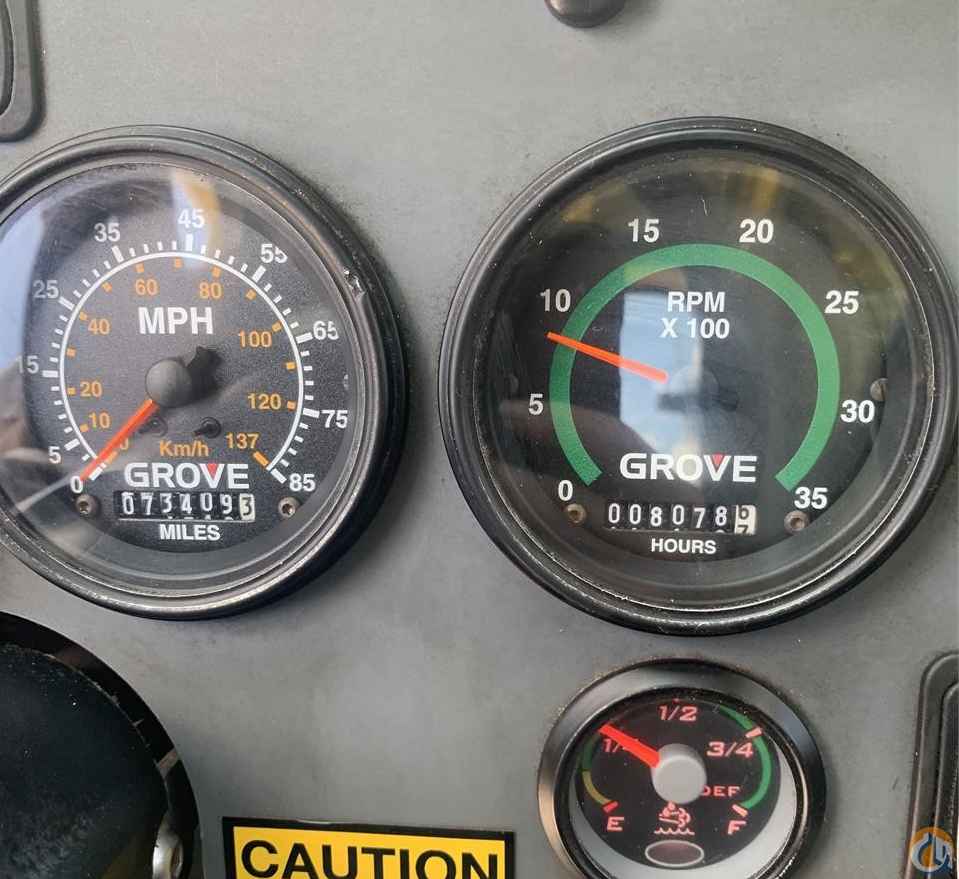 0 5 15 25 35 45 55 65 75 85
0 10 20 40 60 80 100 120 137
MPH
Km/h
GROVE
0734093
MILES
0 5 10 15 20 25 30 35
RPM
X 100
GROVE
008078
HOURS
E 1/2 3/4 F
DEF
CAUTION